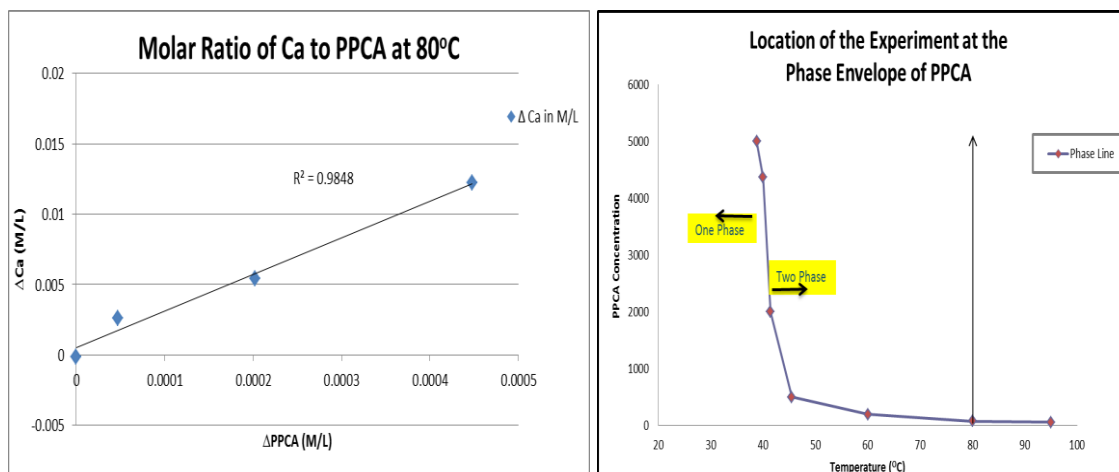 Molar Ratio of Ca to PPCA at 80ºC
0.02
0.015
0.01
0.005
0
-0.005
Δ Ca in M/L
R² = 0.9848
ΔCa (M/L)
0
0.0001
0.0002
0.0003
0.0004
0.0005
ΔPPCA (M/L)
Location of the Experiment at the
Phase Envelope of PPCA
6000
5000
4000
3000
2000
1000
0
PPCA Concentration
One Phase
Two Phase
Phase Line
20
30
40
50
60
70
80
90
100
Temperature (ºC)